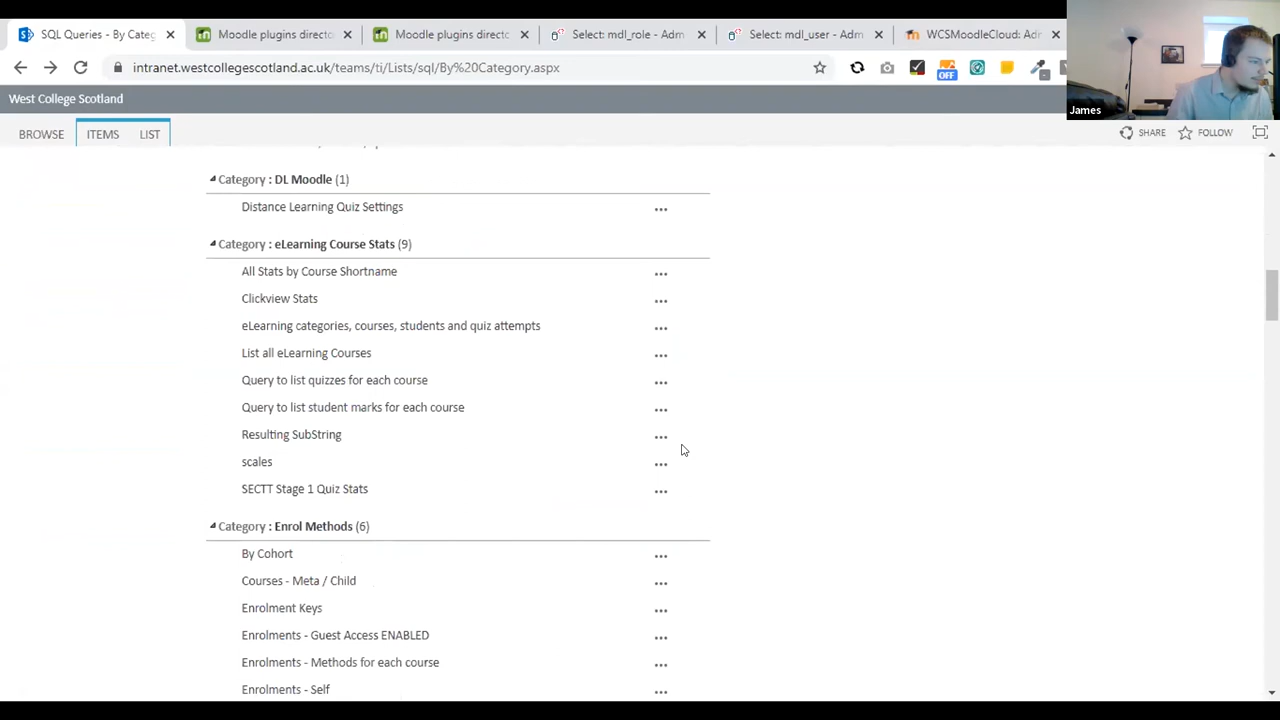 SQL Queries - By Categ
Moodle plugins directo
Moodle plugins directo
Select: mdl_role - Adm
Select: mdl_user - Adm
WCSMoodleCloud: Adr
intranet.westcollegescotland.ac.uk/teams/ti/Lists/sql/By%20Category.aspx
OFF
James
West College Scotland
BROWSE
ITEMS
LIST
SHARE
FOLLOW
Category : DL Moodle (1)
Distance Learning Quiz Settings
Category : eLearning Course Stats (9)
All Stats by Course Shortname
Clickview Stats
eLearning categories, courses, students and quiz attempts
List all eLearning Courses
Query to list quizzes for each course
Query to list student marks for each course
Resulting SubString
scales
SECTT Stage 1 Quiz Stats
Category : Enrol Methods (6)
By Cohort
Courses - Meta / Child
Enrolment Keys
Enrolments - Guest Access ENABLED
Enrolments - Methods for each course
Enrolments - Self